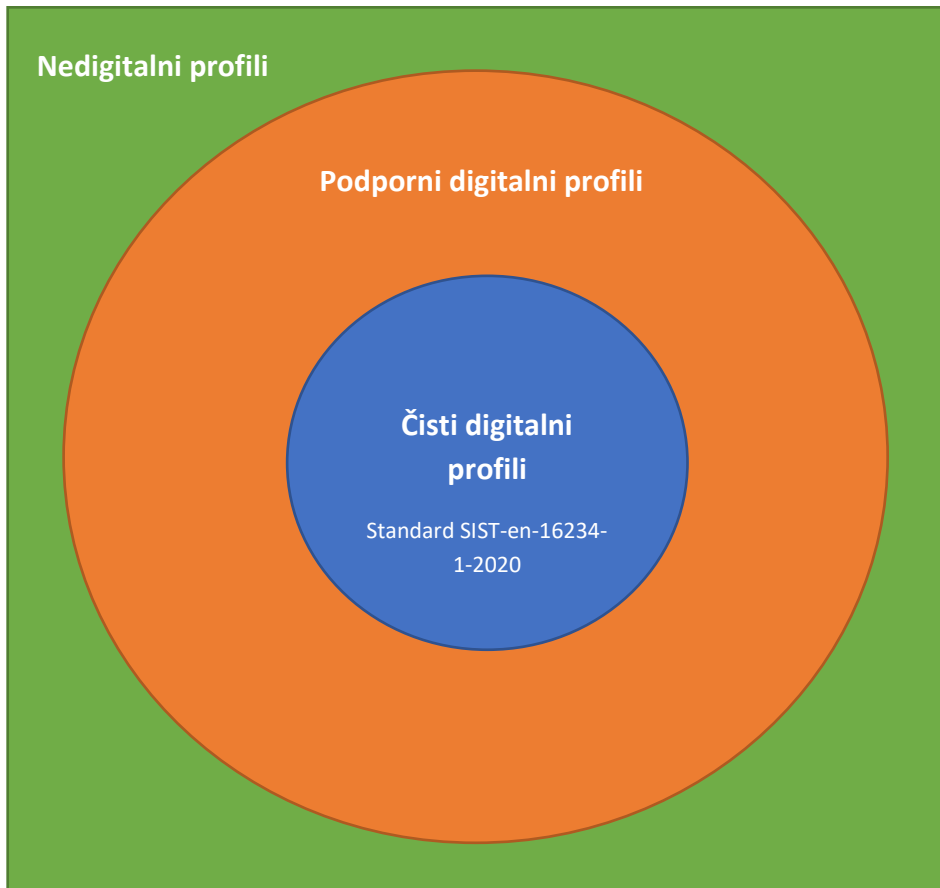 Nedigitalni profili
Podporni digitalni profili
Čisti digitalni
profili
Standard SIST-en-16234-
1-2020